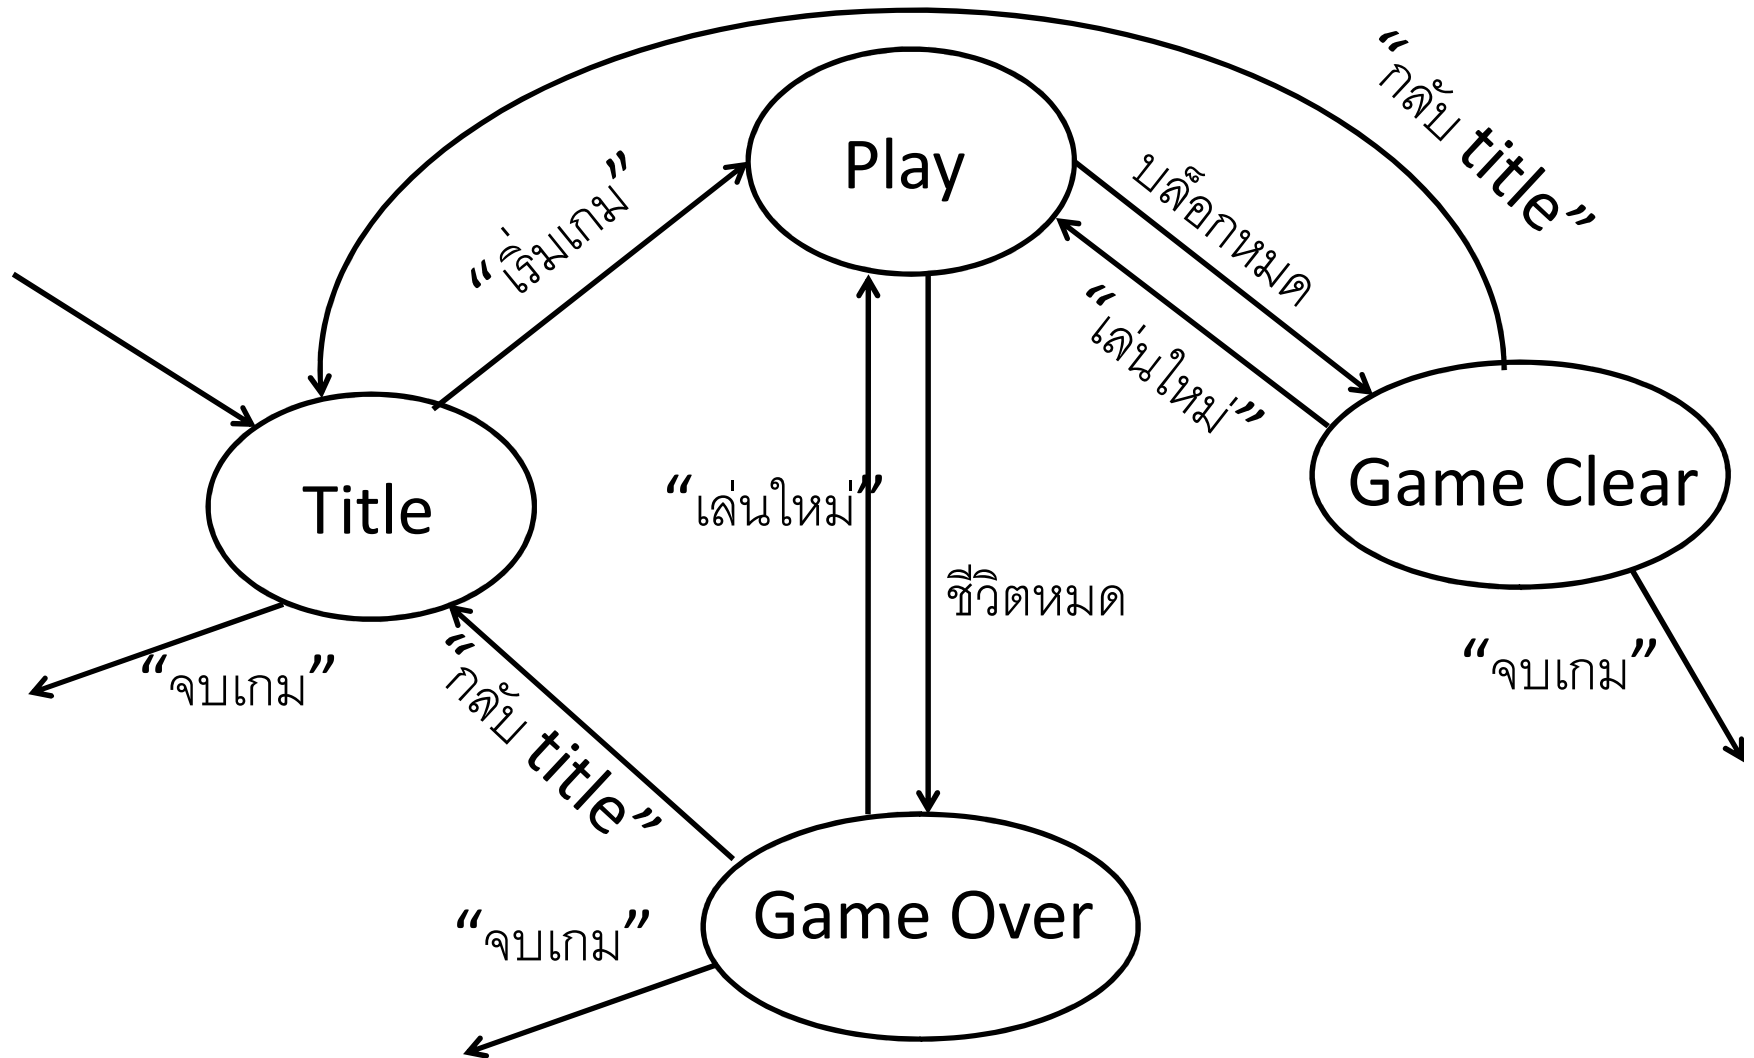 “กลับ title”
Play
“เริ่มเกม”
บล็อกหมด
“เล่นใหม่”
Title
“เล่นใหม่”
Game Clear
ชีวิตหมด
“จบเกม”
“กลับ title”
“จบเกม”
Game Over
“จบเกม”